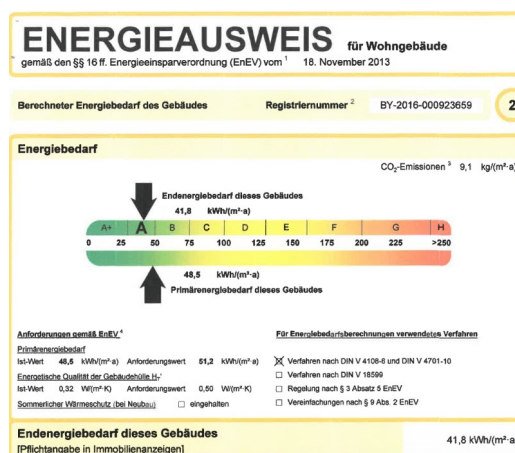 ENERGIEAUSWEIS für Wohngebäude
gemäß den §§ 16 ff. Energieeinsparverordnung (EnEV) vom 1 18. November 2013
Berechneter Energiebedarf des Gebäudes Registriernummer 2 BY-2016-000923659 2
Energiebedarf
CO2-Emissionen 3 9,1 kg/(m²·a)
Endenergiebedarf dieses Gebäudes
41,8 kWh/(m²·a)
A+ A B C D E F G H
0 25 50 75 100 125 150 175 200 225 >250
48,5 kWh/(m²·a)
Primärenergiebedarf dieses Gebäudes
Anforderungen gemäß EnEV 4 Für Energiebedarfsberechnungen verwendetes Verfahren
Primärenergiebedarf
Ist-Wert 48,5 kWh/(m²·a) Anforderungswert 51,2 kWh/(m²·a) ☒ Verfahren nach DIN V 4108-6 und DIN V 4701-10
Energetische Qualität der Gebäudehülle HT' ☐ Verfahren nach DIN V 18599
Ist-Wert 0,32 W/(m²·K) Anforderungswert 0,50 W/(m²·K) ☐ Regelung nach § 3 Absatz 5 EnEV
Sommerlicher Wärmeschutz (bei Neubau) ☐ eingehalten ☐ Vereinfachungen nach § 9 Abs. 2 EnEV
Endenergiebedarf dieses Gebäudes 41,8 kWh/(m²·a
[Pflichtangabe in Immobilienanzeigen]